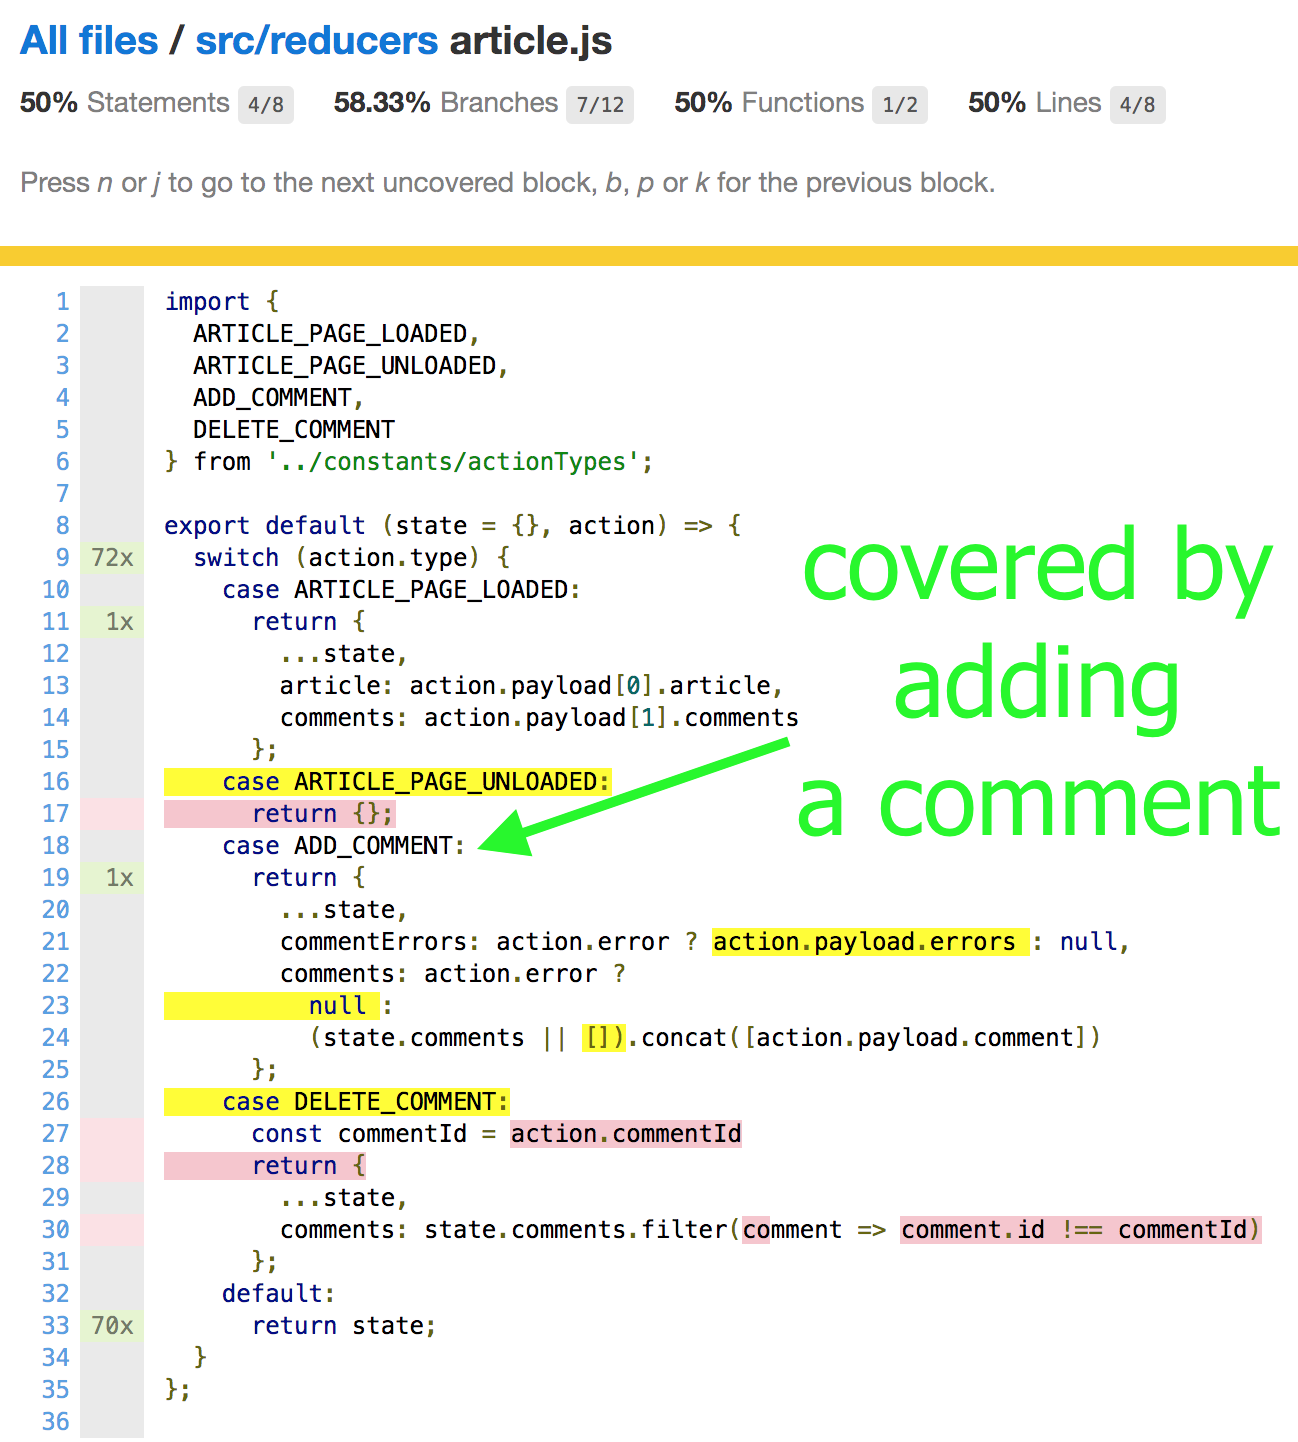 All files / src/reducers article.js
50% Statements 4/8 58.33% Branches 7/12 50% Functions 1/2 50% Lines 4/8
Press n or j to go to the next uncovered block, b, p or k for the previous block.
1 import {
2 ARTICLE_PAGE_LOADED,
3 ARTICLE_PAGE_UNLOADED,
4 ADD_COMMENT,
5 DELETE_COMMENT
6 } from '../constants/actionTypes';
7
8 export default (state = {}, action) => {
9 72x switch (action.type) {
10 case ARTICLE_PAGE_LOADED:
11 1x return {
12 ...state,
13 article: action.payload[0].article,
14 comments: action.payload[1].comments
15 };
16 case ARTICLE_PAGE_UNLOADED:
17 return {};
18 case ADD_COMMENT:
19 1x return {
20 ...state,
21 commentErrors: action.error ? action.payload.errors : null,
22 comments: action.error ?
23 null :
24 (state.comments || []).concat([action.payload.comment])
25 };
26 case DELETE_COMMENT:
27 const commentId = action.commentId
28 return {
29 ...state,
30 comments: state.comments.filter(comment => comment.id !== commentId)
31 };
32 default:
33 70x return state;
34 }
35 };
36
covered by
adding
a comment